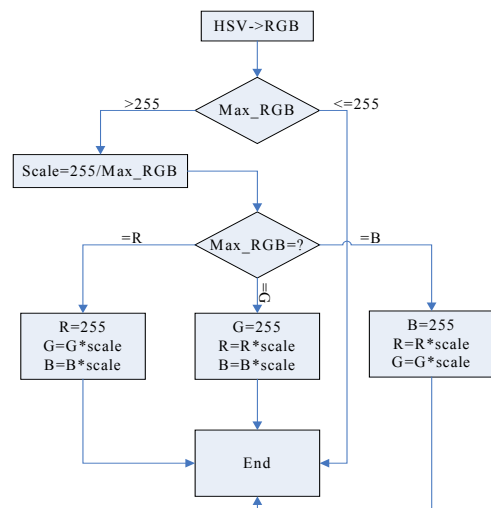 HSV->RGB
>255
Max_RGB
<=255
Scale=255/Max_RGB
=R
Max_RGB=?
=B
=G
R=255
G=G*scale
B=B*scale
G=255
R=R*scale
B=B*scale
B=255
R=R*scale
G=G*scale
End